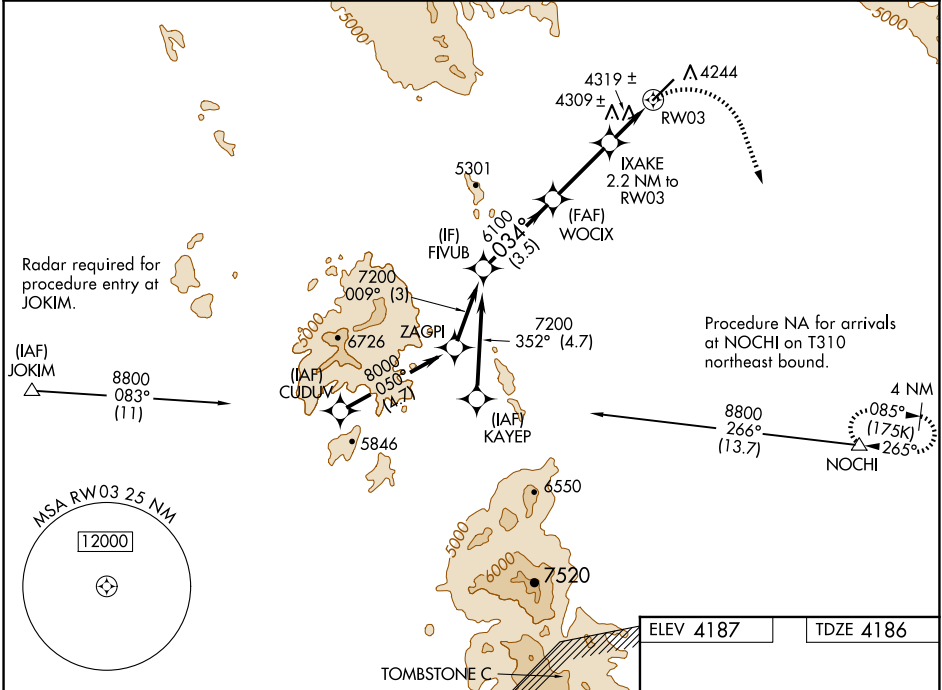 5000
5000
4319 ±
4244
4309 ±
RW03
IXAKE
2.2 NM to
RW03
5301
(FAF)
WOCIX
6100
034°
(3.5)
(IF)
FIVUB
Radar required for
procedure entry at
JOKIM.
7200
009° (3)
5000
ZAGPI
7200
352° (4.7)
Procedure NA for arrivals
at NOCHI on T310
northeast bound.
6726
(IAF)
JOKIM
8800
083°
(11)
(IAF)
CUDUV
8000
050°
(4.7)
(IAF)
KAYEP
8800
266°
(13.7)
4 NM
085°
(175K)
265°
NOCHI
5846
6550
5000
6000
7520
MSA RW03 25 NM
12000
TOMBSTONE C
ELEV 4187
TDZE 4186